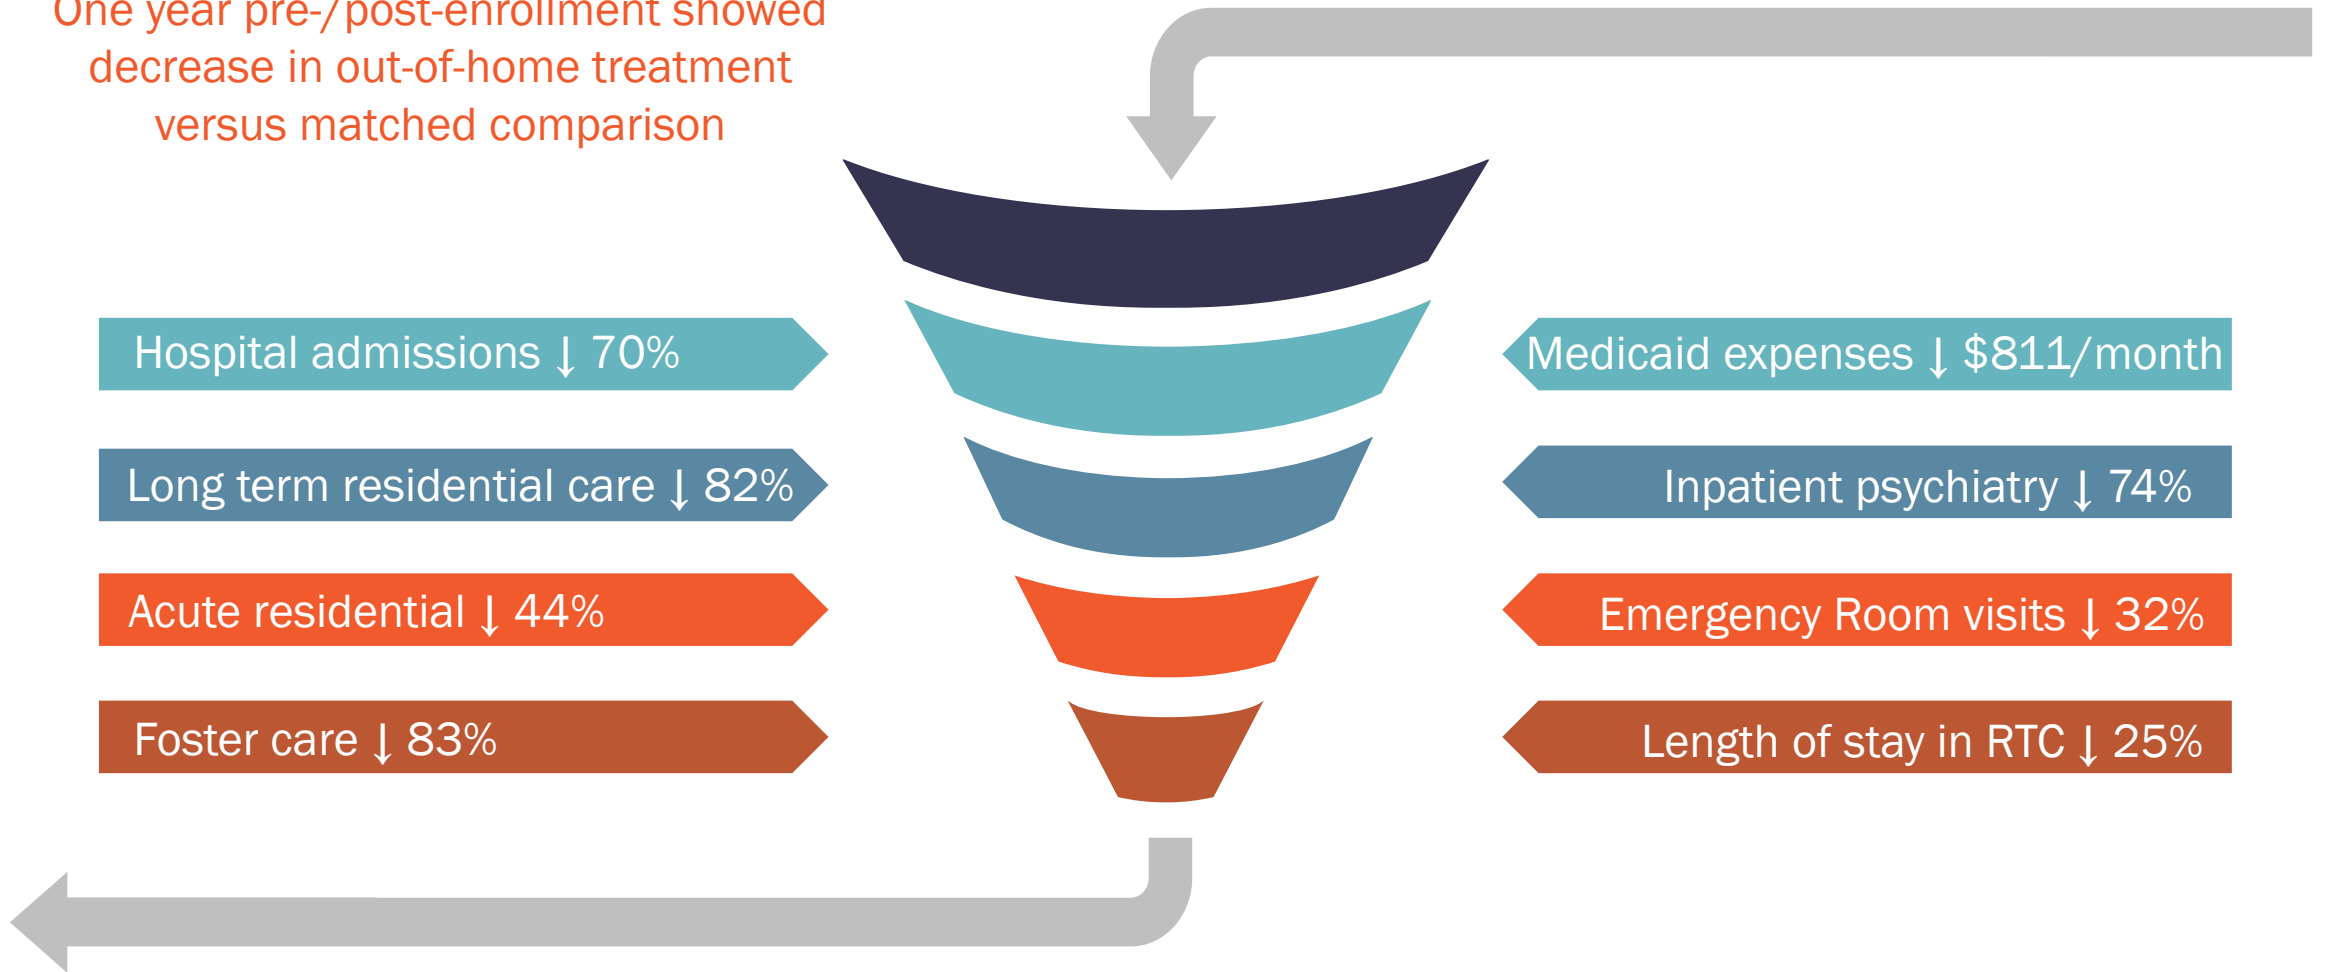 One year pre-/post-enrollment showed
decrease in out-of-home treatment
versus matched comparison
Hospital admissions ↓ 70%
Medicaid expenses ↓ $811/month
Long term residential care ↓ 82%
Inpatient psychiatry ↓ 74%
Acute residential ↓ 44%
Emergency Room visits ↓ 32%
Foster care ↓ 83%
Length of stay in RTC ↓ 25%